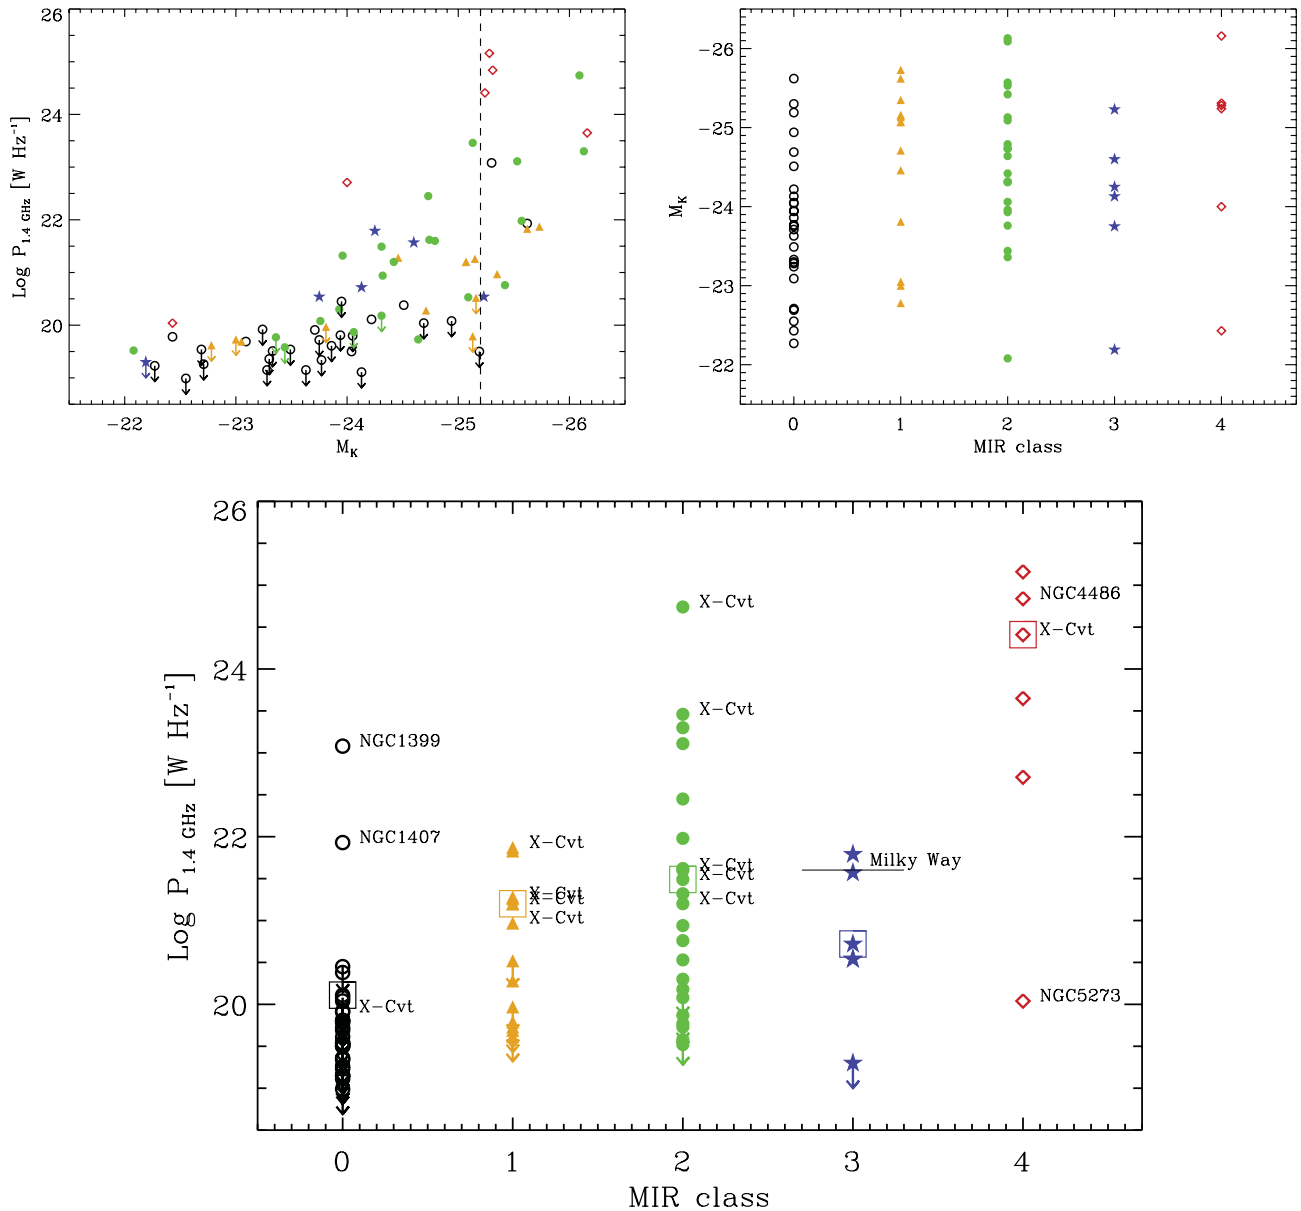 26
24
22
20
Log P1.4 GHz [W Hz⁻¹]
−22 −23 −24 −25 −26
MK
−26
−25
−24
−23
−22
MK
0 1 2 3 4
MIR class
26
24
22
20
Log P1.4 GHz [W Hz⁻¹]
NGC1399
NGC1407
X−Cvt
X−Cvt
X−Cvt
X−Cvt
X−Cvt
X−Cvt
X−Cvt
X−Cvt
X−Cvt
X−Cvt
Milky Way
NGC4486
X−Cvt
NGC5273
0 1 2 3 4
MIR class